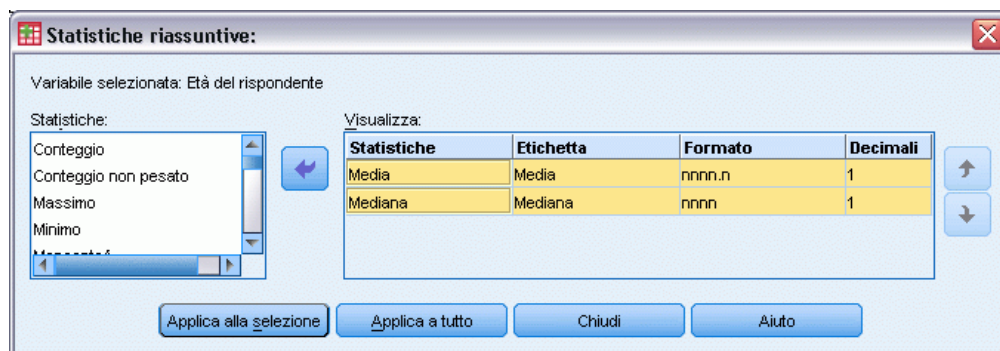 Statistiche riassuntive:
Variabile selezionata: Età del rispondente
Statistiche:
Conteggio
Conteggio non pesato
Massimo
Minimo
Visualizza:
Statistiche Etichetta Formato Decimali
Media Media nnnn.n 1
Mediana Mediana nnnn 1
Applica alla selezione Applica a tutto Chiudi Aiuto